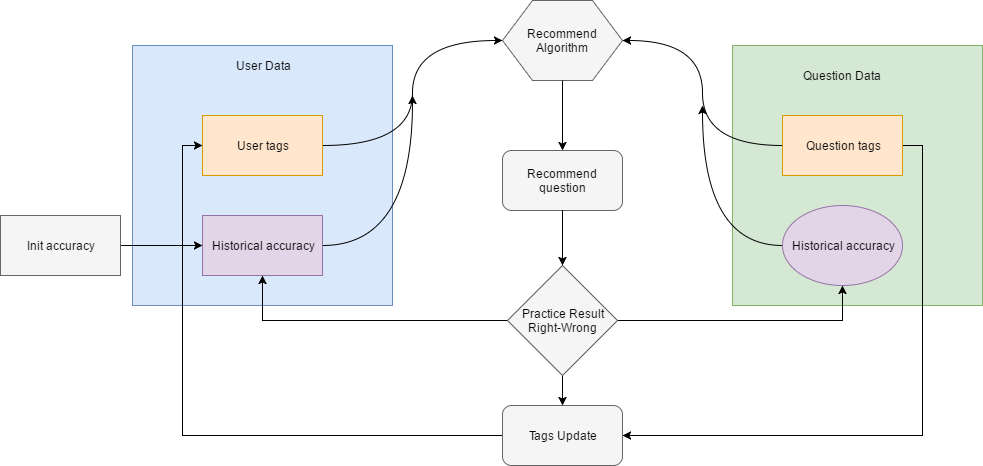 Recommend
Algorithm
User Data
Question Data
User tags
Question tags
Recommend
question
Init accuracy
Historical accuracy
Historical accuracy
Practice Result
Right-Wrong
Tags Update